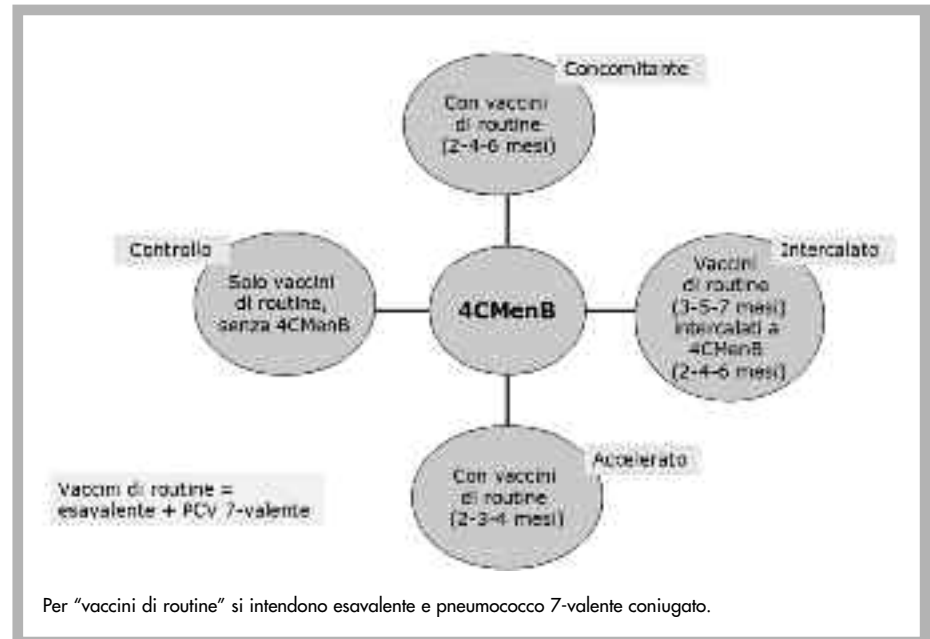 Concomitante
Con vaccini
di routine
(2-4-6 mesi)
Controllo
Solo vaccini
di routine,
senza 4CMenB
4CMenB
Intercalato
Vaccini
di routine
(3-5-7 mesi)
intercalati a
4CMenB
(2-4-6 mesi)
Accelerato
Con vaccini
di routine
(2-3-4 mesi)
Vaccini di routine =
esavalente + PCV 7-valente
Per “vaccini di routine” si intendono esavalente e pneumococco 7-valente coniugato.